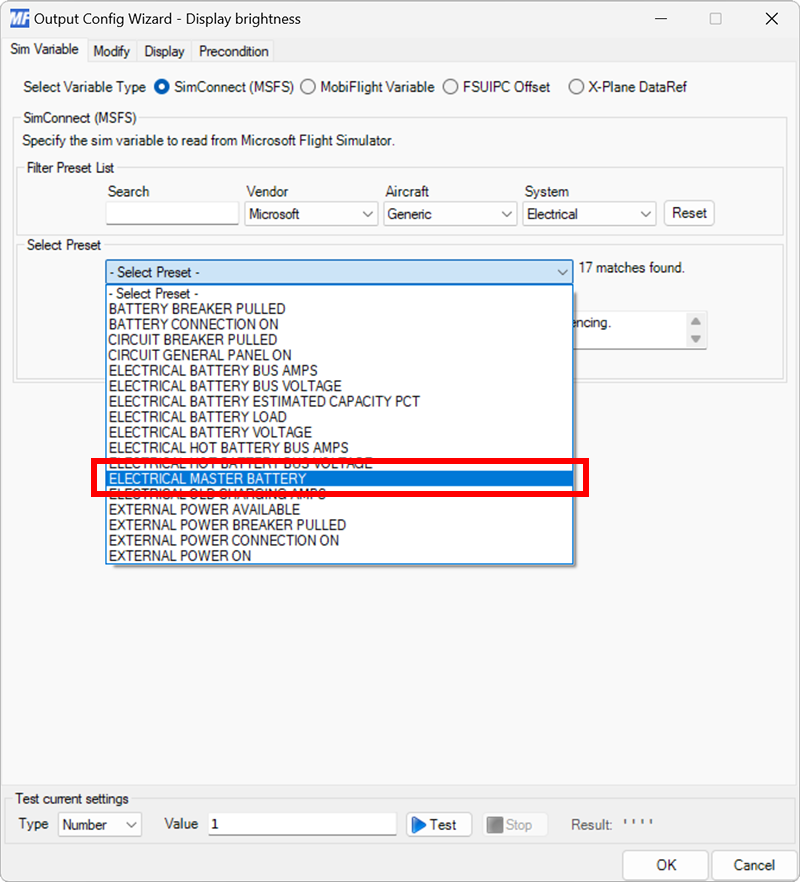 MF Output Config Wizard - Display brightness
Sim Variable Modify Display Precondition
Select Variable Type SimConnect (MSFS) MobiFlight Variable FSUIPC Offset X-Plane DataRef
SimConnect (MSFS)
Specify the sim variable to read from Microsoft Flight Simulator.
Filter Preset List
Search Vendor Aircraft System
Microsoft Generic Electrical Reset
Select Preset
- Select Preset - 17 matches found.
- Select Preset -
BATTERY BREAKER PULLED
BATTERY CONNECTION ON
CIRCUIT BREAKER PULLED
CIRCUIT GENERAL PANEL ON
ELECTRICAL BATTERY BUS AMPS
ELECTRICAL BATTERY BUS VOLTAGE
ELECTRICAL BATTERY ESTIMATED CAPACITY PCT
ELECTRICAL BATTERY LOAD
ELECTRICAL BATTERY VOLTAGE
ELECTRICAL HOT BATTERY BUS AMPS
ELECTRICAL HOT BATTERY BUS VOLTAGE
ELECTRICAL MASTER BATTERY
ELECTRICAL OLD CHARGING AMPS
EXTERNAL POWER AVAILABLE
EXTERNAL POWER BREAKER PULLED
EXTERNAL POWER CONNECTION ON
EXTERNAL POWER ON
Test current settings
Type Number Value 1 Test Stop Result: ' ' ' '
OK Cancel